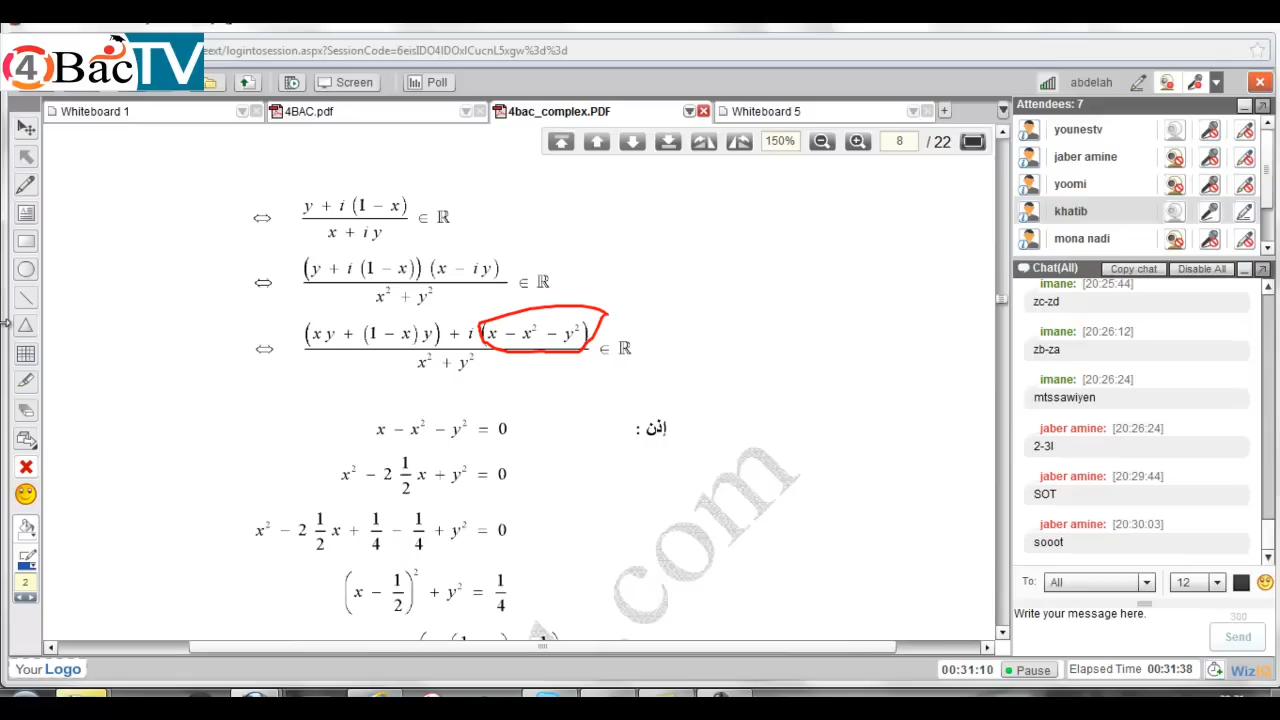 4BacTV
eext/logintosession.aspx?SessionCode=6eisIDO4IDOxICucnL5xgw%3d%3d
Screen Poll abdelah
Whiteboard 1 4BAC.pdf 4bac_complex.PDF Whiteboard 5
Attendees: 7
150% 8 / 22
younestv
jaber amine
yoomi
khatib
mona nadi
⇔ y + i (1 − x) / x + i y ∈ ℝ
⇔ (y + i (1 − x)) (x − i y) / x² + y² ∈ ℝ
⇔ (x y + (1 − x) y) + i (x − x² − y²) / x² + y² ∈ ℝ
إذن :
x − x² − y² = 0
x² − 2 1/2 x + y² = 0
x² − 2 1/2 x + 1/4 − 1/4 + y² = 0
(x − 1/2)² + y² = 1/4
com
Chat(All) Copy chat Disable All
imane: [20:25:44]
zc-zd
imane: [20:26:12]
zb-za
imane: [20:26:24]
mtssawiyen
jaber amine: [20:26:24]
2-3I
jaber amine: [20:29:44]
SOT
jaber amine: [20:30:03]
sooot
To: All 12
Write your message here.
300
Send
2
Your Logo
00:31:10 Pause Elapsed Time 00:31:38 WizIQ